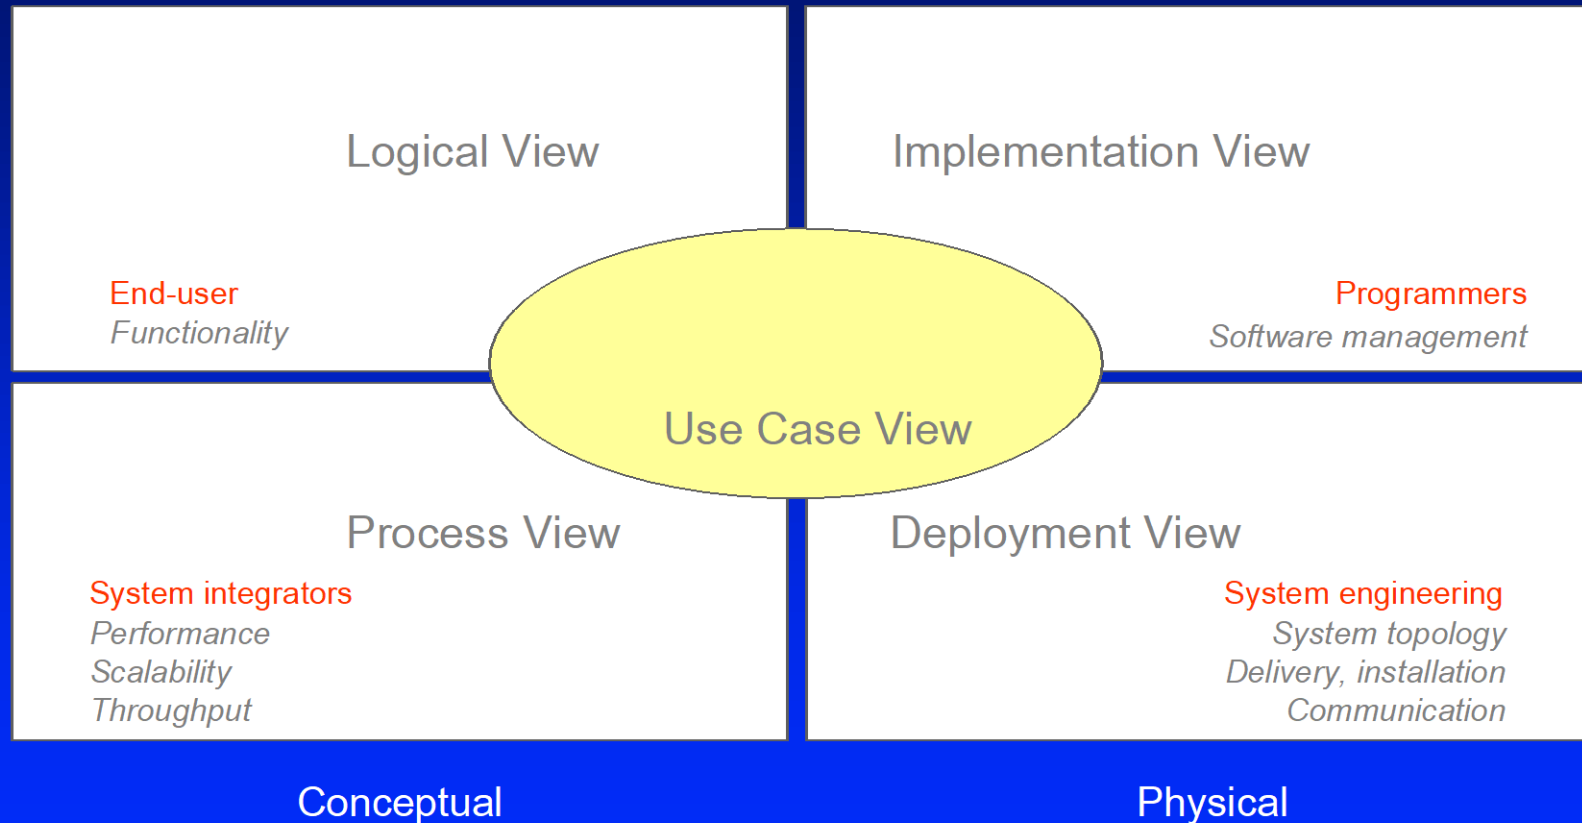 Logical View
End-user
Functionality
Implementation View
Programmers
Software management
Use Case View
Process View
System integrators
Performance
Scalability
Throughput
Deployment View
System engineering
System topology
Delivery, installation
Communication
Conceptual
Physical